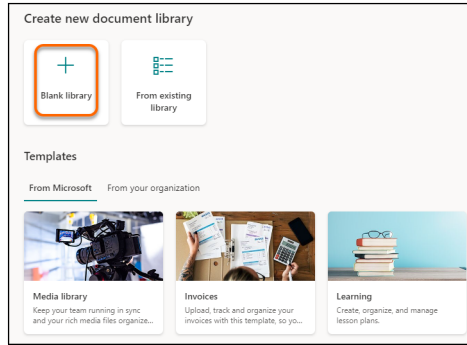 Create new document library
Blank library
From existing
library
Templates
From Microsoft
From your organization
Media library
Keep your team running in sync
and your rich media files organize...
Invoices
Upload, track and organize your
invoices with this template, so yo...
Learning
Create, organize, and manage
lesson plans.